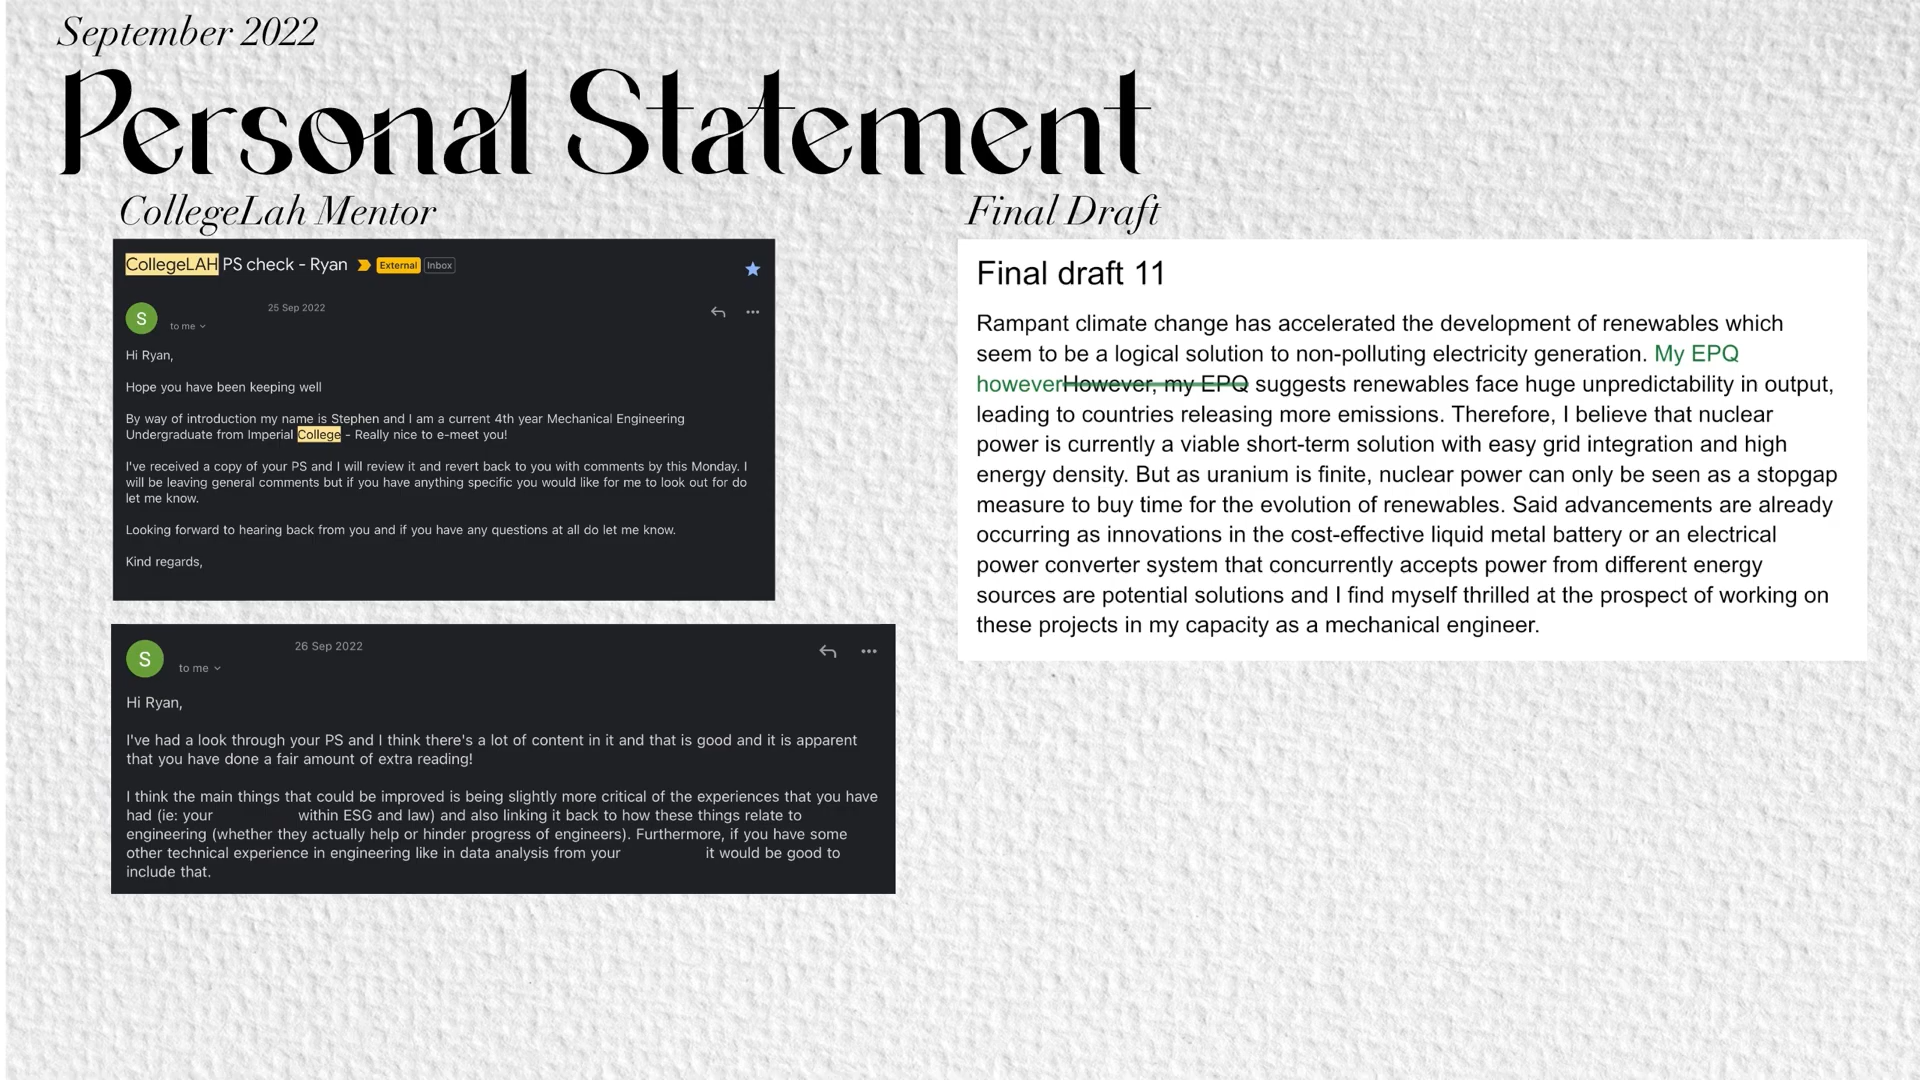 September 2022
Personal Statement
CollegeLah Mentor
CollegeLAH PS check - Ryan External Inbox
S
25 Sep 2022
to me
Hi Ryan,
Hope you have been keeping well
By way of introduction my name is Stephen and I am a current 4th year Mechanical Engineering
Undergraduate from Imperial College - Really nice to e-meet you!
I've received a copy of your PS and I will review it and revert back to you with comments by this Monday. I
will be leaving general comments but if you have anything specific you would like for me to look out for do
let me know.
Looking forward to hearing back from you and if you have any questions at all do let me know.
Kind regards,
S
26 Sep 2022
to me
Hi Ryan,
I've had a look through your PS and I think there's a lot of content in it and that is good and it is apparent
that you have done a fair amount of extra reading!
I think the main things that could be improved is being slightly more critical of the experiences that you have
had (ie: your within ESG and law) and also linking it back to how these things relate to
engineering (whether they actually help or hinder progress of engineers). Furthermore, if you have some
other technical experience in engineering like in data analysis from your it would be good to
include that.
Final Draft
Final draft 11
Rampant climate change has accelerated the development of renewables which
seem to be a logical solution to non-polluting electricity generation. My EPQ
howeverHowever, my EPQ suggests renewables face huge unpredictability in output,
leading to countries releasing more emissions. Therefore, I believe that nuclear
power is currently a viable short-term solution with easy grid integration and high
energy density. But as uranium is finite, nuclear power can only be seen as a stopgap
measure to buy time for the evolution of renewables. Said advancements are already
occurring as innovations in the cost-effective liquid metal battery or an electrical
power converter system that concurrently accepts power from different energy
sources are potential solutions and I find myself thrilled at the prospect of working on
these projects in my capacity as a mechanical engineer.